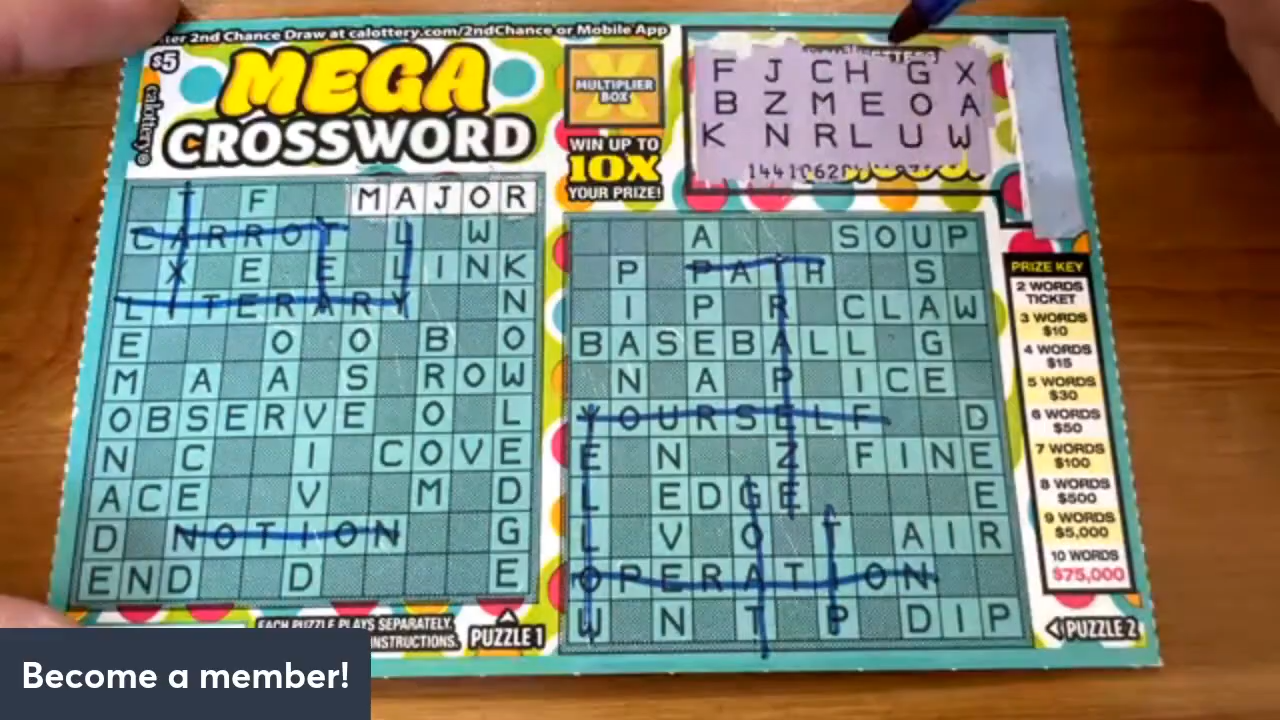 2nd Chance Draw at calottery.com/2ndChance or Mobile App
$5
calottery®
MEGA
CROSSWORD
MULTIPLIER
BOX
WIN UP TO
10X
YOUR PRIZE!
F J C H G X
B Z M E O A
K N R L U W
T F MAJOR
CARROT L W
X E E LINK
LITERARY N
E O O B O
M A A S ROW
OBSERVE O L
N C I COVE
ACE V M D
D NOTION G
END D E
A SOUP
P PATH S
I P R CLAW
BASEBALL G
N A P ICE
YOURSELF D
E N Z FINE
L EDGE E
L V O T AIR
OPERATION
W N T P DIP
PRIZE KEY
2 WORDS
TICKET
3 WORDS
$10
4 WORDS
$15
5 WORDS
$30
6 WORDS
$50
7 WORDS
$100
8 WORDS
$500
9 WORDS
$5,000
10 WORDS
$75,000
EACH PUZZLE PLAYS SEPARATELY.
INSTRUCTIONS.
PUZZLE 1
PUZZLE 2
Become a member!